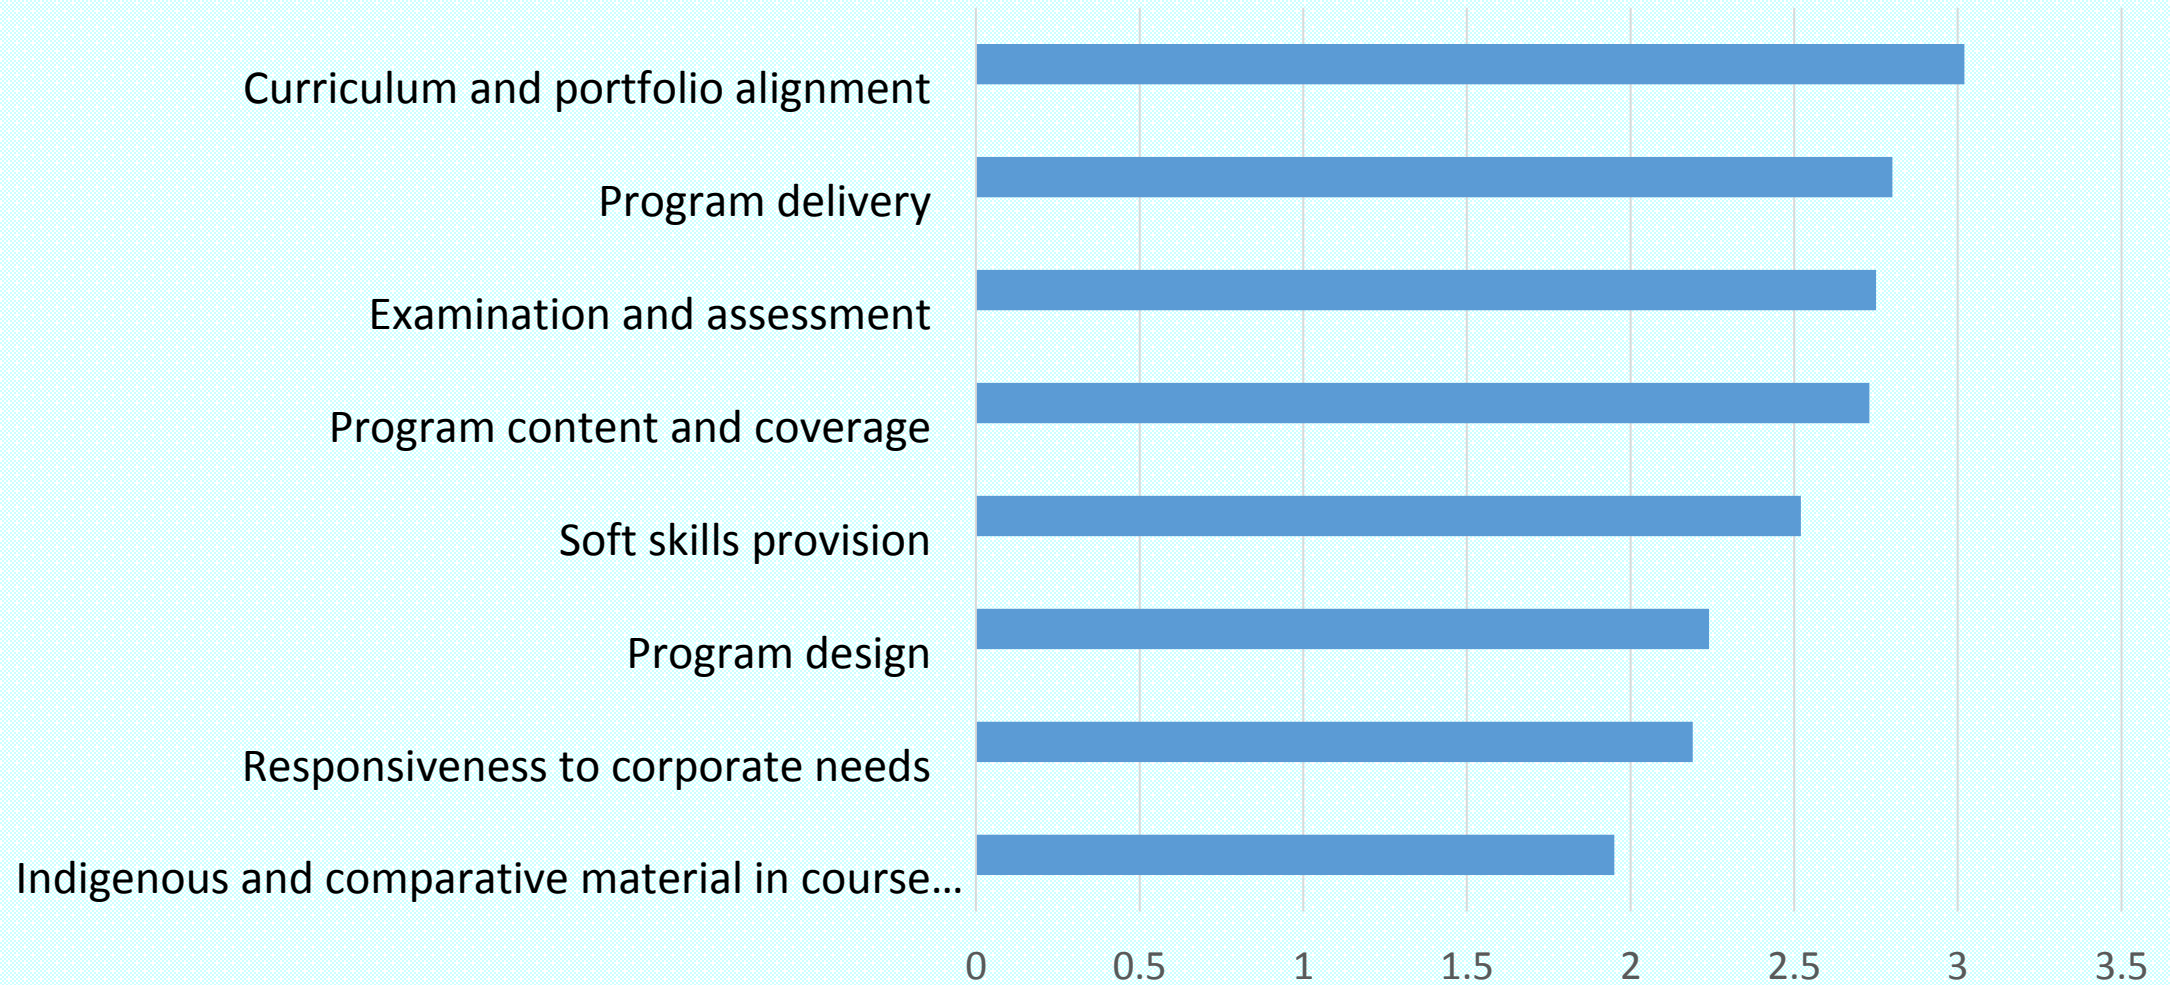 Curriculum and portfolio alignment
Program delivery
Examination and assessment
Program content and coverage
Soft skills provision
Program design
Responsiveness to corporate needs
Indigenous and comparative material in course...
0 0.5 1 1.5 2 2.5 3 3.5